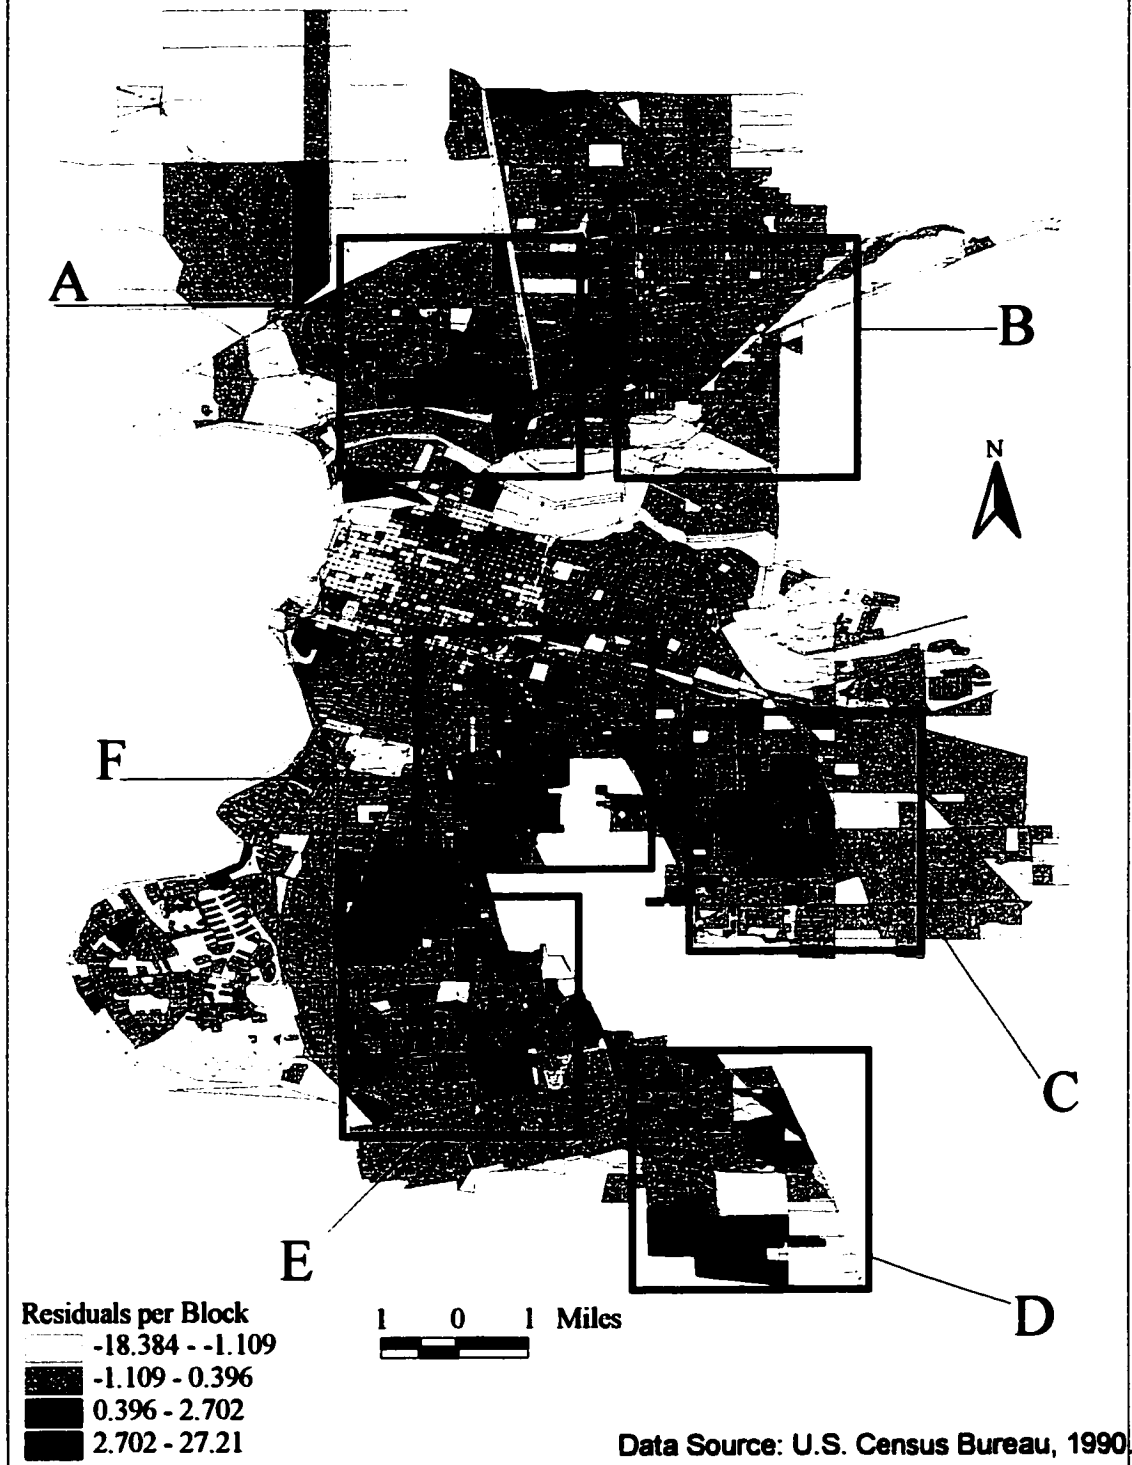 A
B
N
F
C
E
D
Residuals per Block
-18.384 - -1.109
-1.109 - 0.396
0.396 - 2.702
2.702 - 27.21
1 0 1 Miles
Data Source: U.S. Census Bureau, 1990